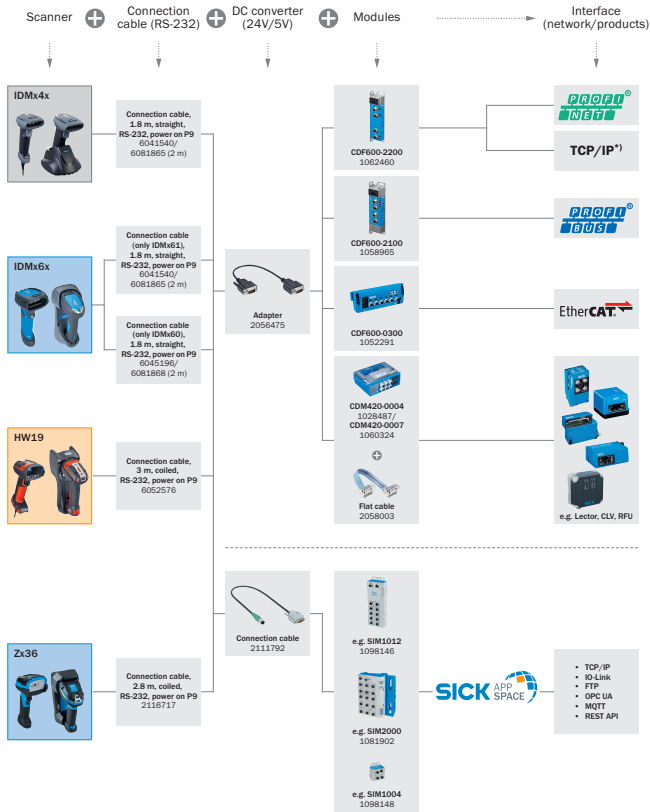 Scanner
Connection
cable (RS-232)
DC converter
(24V/5V)
Modules
Interface
(network/products)
IDMx4x
Connection cable,
1.8 m, straight,
RS-232, power on P9
6041540/
6081865 (2 m)
CDF600-2200
1062460
PROFI
NET
®
TCP/IP*)
IDMx6x
Connection cable
(only IDMx61),
1.8 m, straight,
RS-232, power on P9
6041540/
6081865 (2 m)
Connection cable
(only IDMx60),
1.8 m, straight,
RS-232, power on P9
6045196/
6081868 (2 m)
Adapter
2056475
CDF600-2100
1058965
PROFI
BUS
®
CDF600-0300
1052291
EtherCAT®
CDM420-0004
1028487/
CDM420-0007
1060324
Flat cable
2058003
e.g. Lector, CLV, RFU
HW19
Connection cable,
3 m, coiled,
RS-232, power on P9
6052576
Connection cable
2111792
Zx36
Connection cable,
2.8 m, coiled,
RS-232, power on P9
2116717
e.g. SIM1012
1098146
e.g. SIM2000
1081902
e.g. SIM1004
1098148
SICK APP
SPACE
• TCP/IP
• IO-Link
• FTP
• OPC UA
• MQTT
• REST API